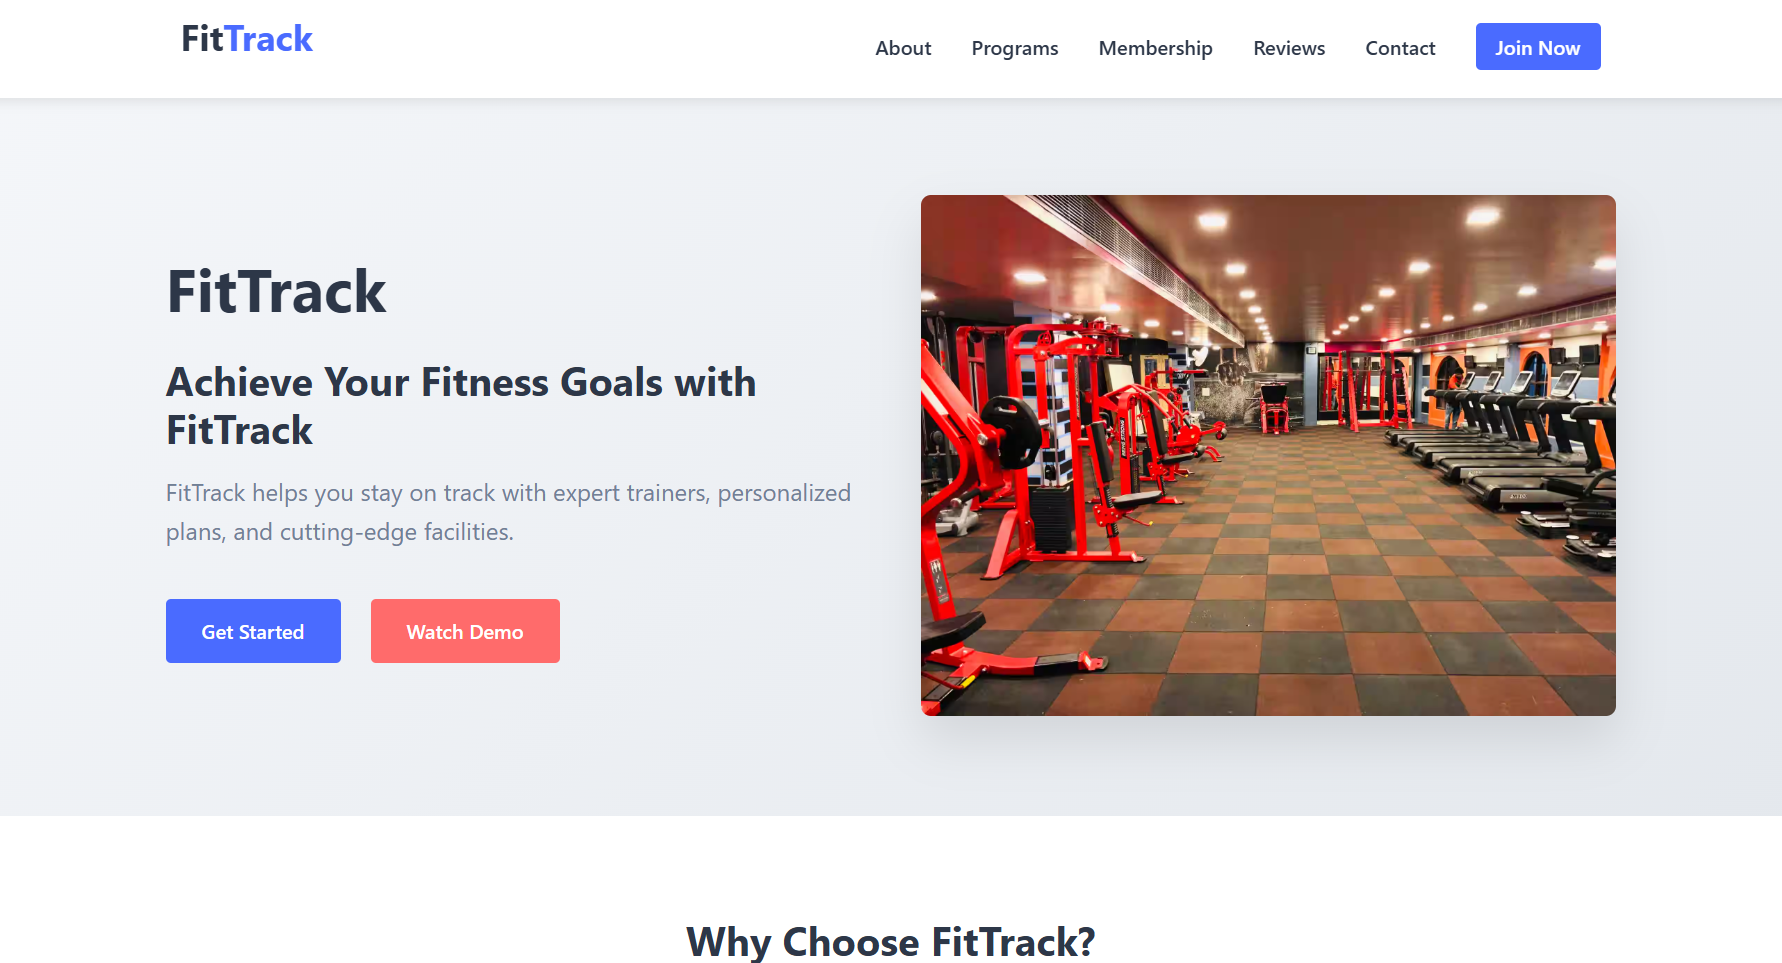 FitTrack
About Programs Membership Reviews Contact Join Now
FitTrack
Achieve Your Fitness Goals with
FitTrack
FitTrack helps you stay on track with expert trainers, personalized
plans, and cutting-edge facilities.
Get Started Watch Demo
Why Choose FitTrack?